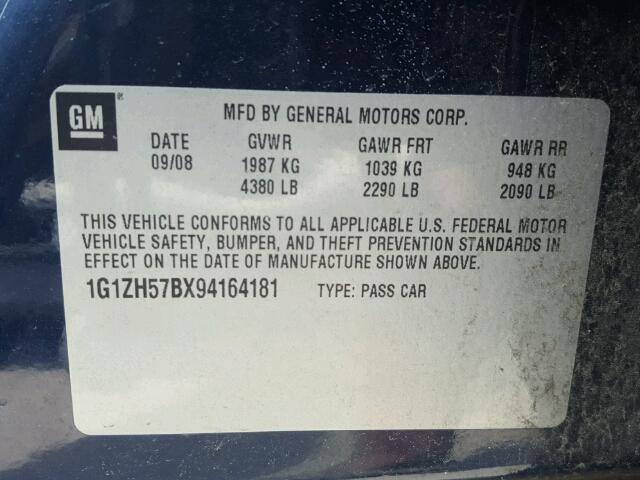 GM®
MFD BY GENERAL MOTORS CORP.
DATE GVWR GAWR FRT GAWR RR
09/08 1987 KG 1039 KG 948 KG
4380 LB 2290 LB 2090 LB
THIS VEHICLE CONFORMS TO ALL APPLICABLE U.S. FEDERAL MOTOR
VEHICLE SAFETY, BUMPER, AND THEFT PREVENTION STANDARDS IN
EFFECT ON THE DATE OF MANUFACTURE SHOWN ABOVE.
1G1ZH57BX94164181 TYPE: PASS CAR